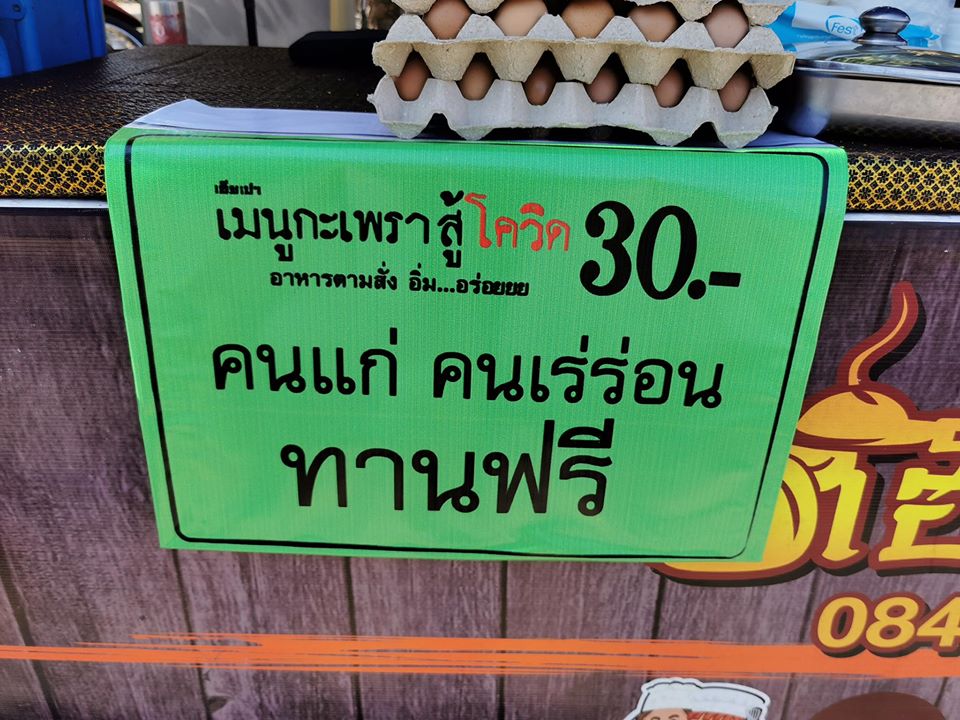 เมนูกะเพราสู้โควิด 30.-
อาหารตามสั่ง อิ่ม...อร่อยยย
คนแก่ คนเร่ร่อน
ทานฟรี
084